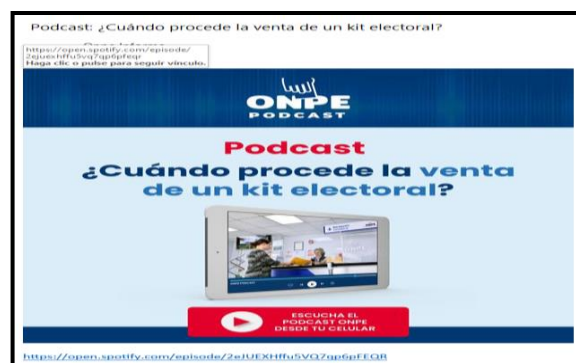 Podcast: ¿Cuándo procede la venta de un kit electoral?
https://open.spotify.com/episode/
2ejuexhffu5vq7qp6pfeqr
Haga clic o pulse para seguir vínculo.
ONPE
PODCAST
Podcast
¿Cuándo procede la venta
de un kit electoral?
ESCUCHA EL
PODCAST ONPE
DESDE TU CELULAR
https://open.spotify.com/episode/2eJUEXHffu5VQ7qp6pFEQR